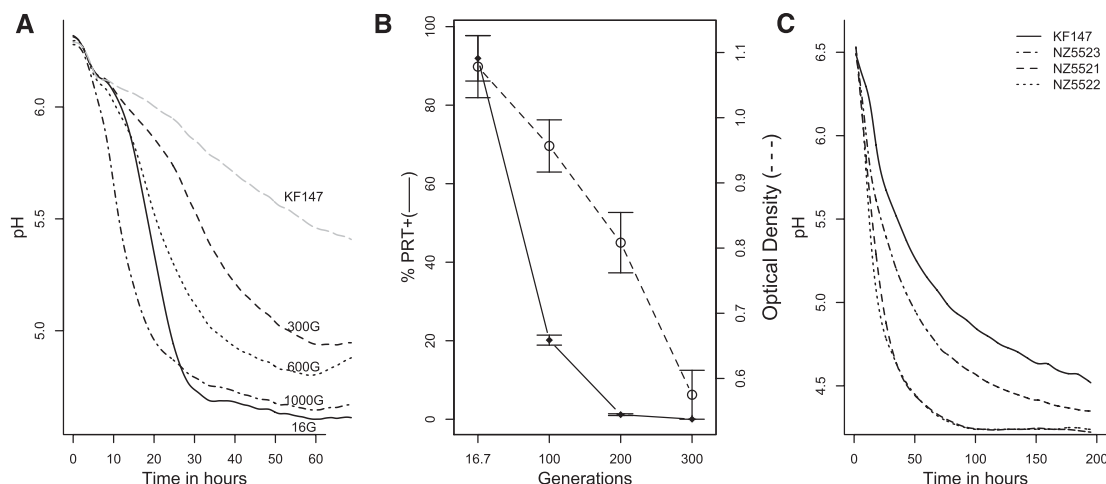 A
6.0
5.5
5.0
pH
KF147
300G
600G
1000G
16G
0 10 20 30 40 50 60
Time in hours
B
100
80
60
40
20
0
% PRT+(——)
1.1
1.0
0.9
0.8
0.7
0.6
Optical Density (- - -)
16.7 100 200 300
Generations
C
KF147
NZ5523
NZ5521
NZ5522
6.5
6.0
5.5
5.0
4.5
pH
0 50 100 150 200
Time in hours